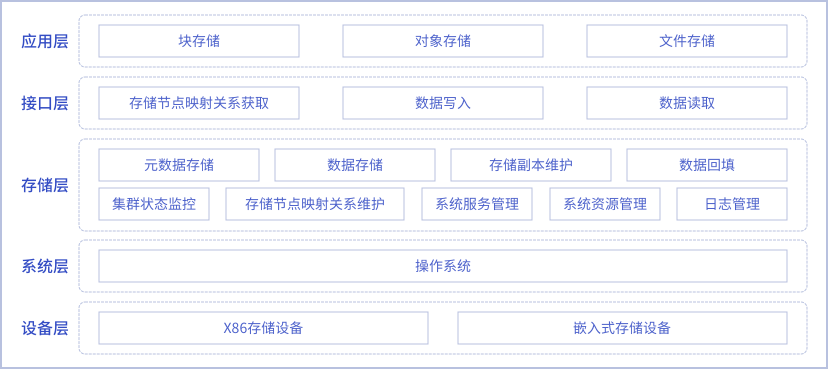 应用层
块存储
对象存储
文件存储
接口层
存储节点映射关系获取
数据写入
数据读取
存储层
元数据存储
数据存储
存储副本维护
数据回填
集群状态监控
存储节点映射关系维护
系统服务管理
系统资源管理
日志管理
系统层
操作系统
设备层
X86存储设备
嵌入式存储设备